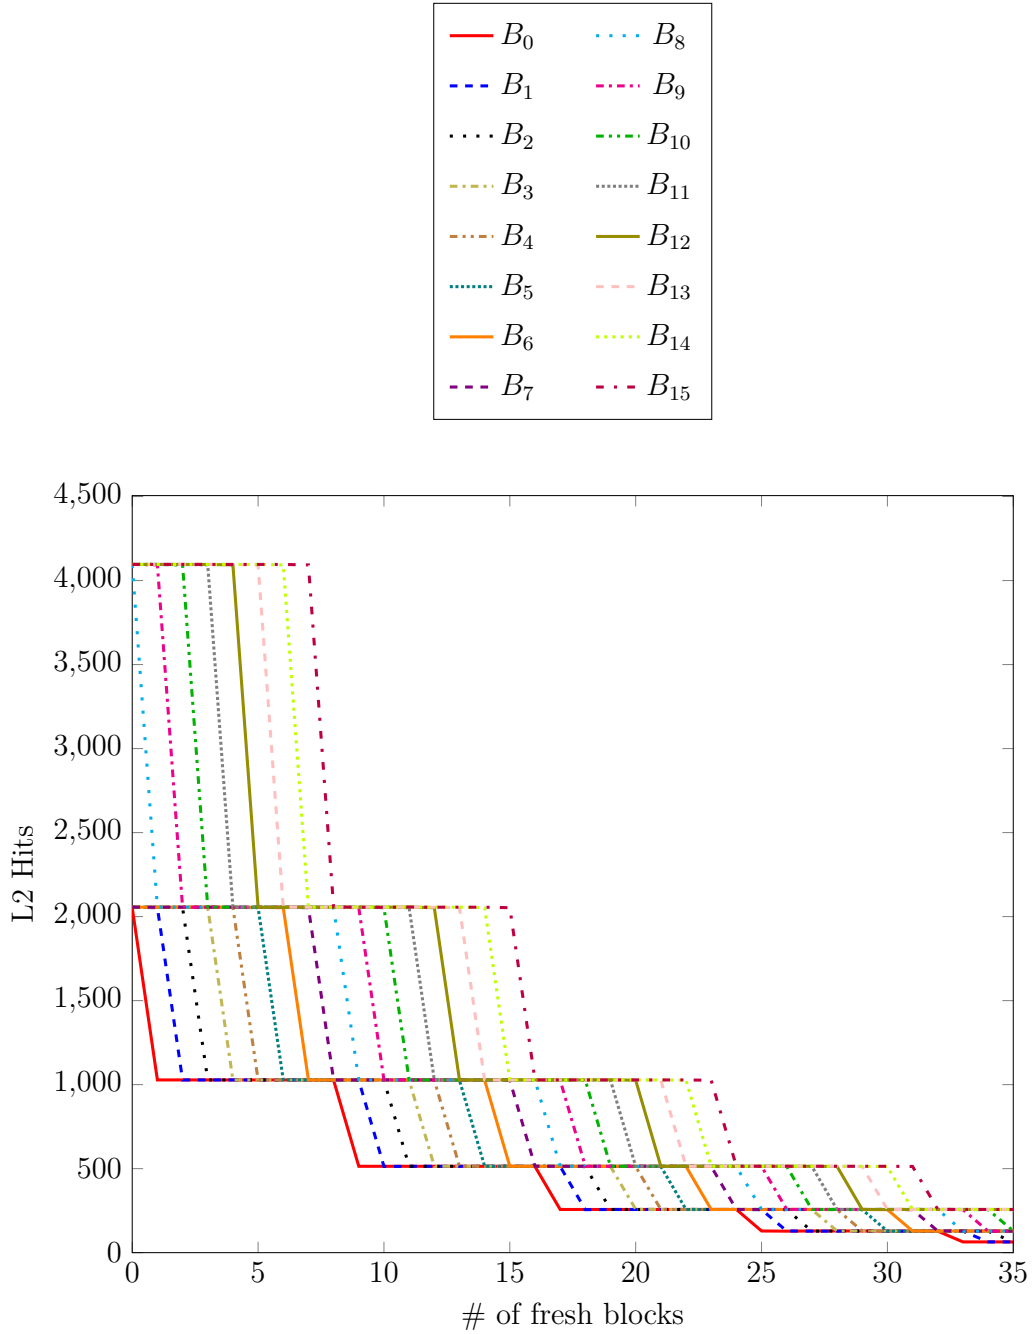 B0 B8
B1 B9
B2 B10
B3 B11
B4 B12
B5 B13
B6 B14
B7 B15
4,500
4,000
3,500
3,000
2,500
2,000
1,500
1,000
500
0
L2 Hits
0 5 10 15 20 25 30 35
# of fresh blocks